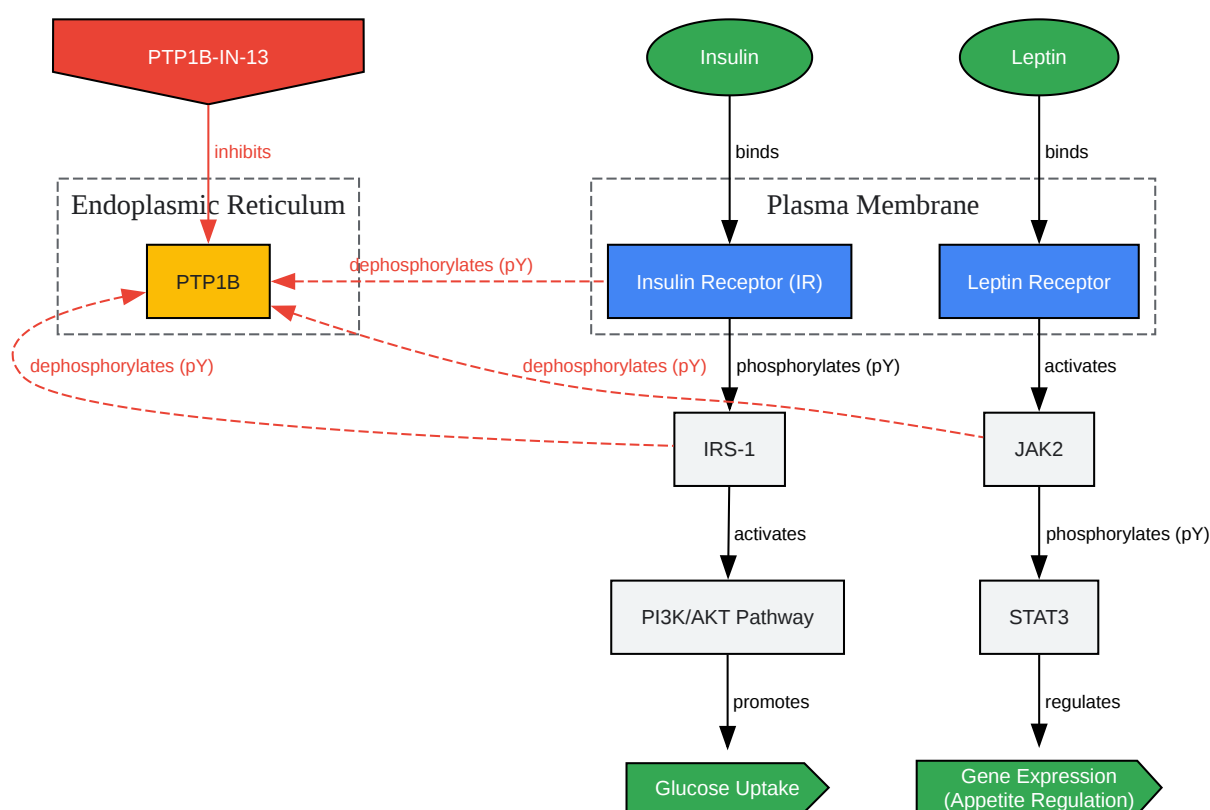 PTP1B-IN-13
Insulin
Leptin
inhibits
binds
binds
Endoplasmic Reticulum
Plasma Membrane
PTP1B
dephosphorylates (pY)
Insulin Receptor (IR)
Leptin Receptor
dephosphorylates (pY)
dephosphorylates (pY)
phosphorylates (pY)
activates
IRS-1
JAK2
activates
phosphorylates (pY)
PI3K/AKT Pathway
STAT3
promotes
regulates
Glucose Uptake
Gene Expression
(Appetite Regulation)